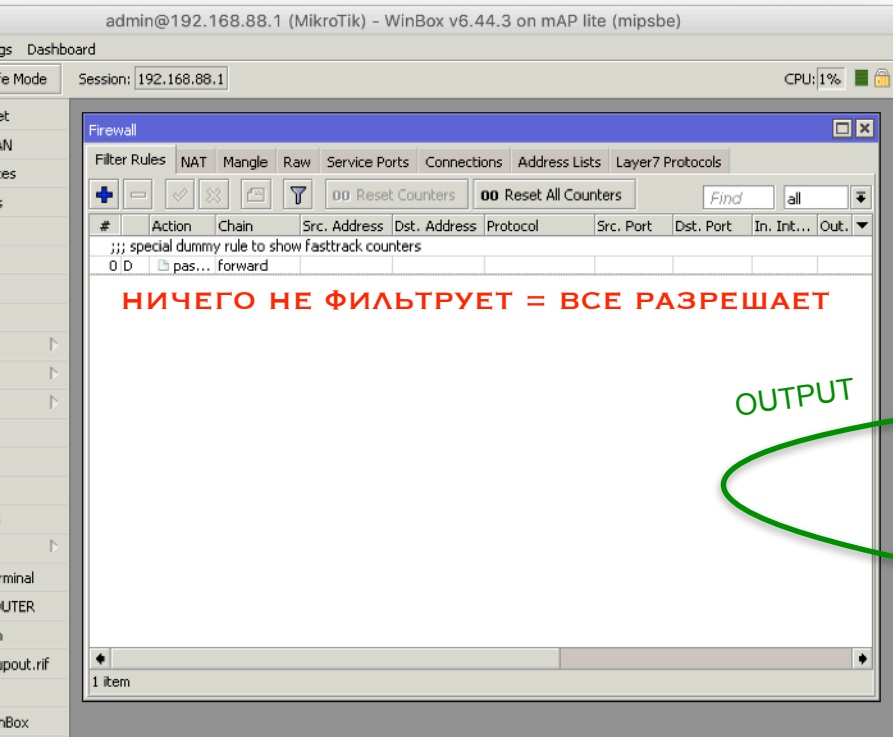 admin@192.168.88.1 (MikroTik) - WinBox v6.44.3 on mAP lite (mipsbe)
gs Dashboard
fe Mode Session: 192.168.88.1 CPU: 1%
Firewall
Filter Rules NAT Mangle Raw Service Ports Connections Address Lists Layer7 Protocols
00 Reset Counters 00 Reset All Counters Find all
# Action Chain Src. Address Dst. Address Protocol Src. Port Dst. Port In. Int... Out.
;;; special dummy rule to show fasttrack counters
0 D pas... forward
НИЧЕГО НЕ ФИЛЬТРУЕТ = ВСЕ РАЗРЕШАЕТ
OUTPUT
rminal
OUTER
upout.rif
nBox
1 item